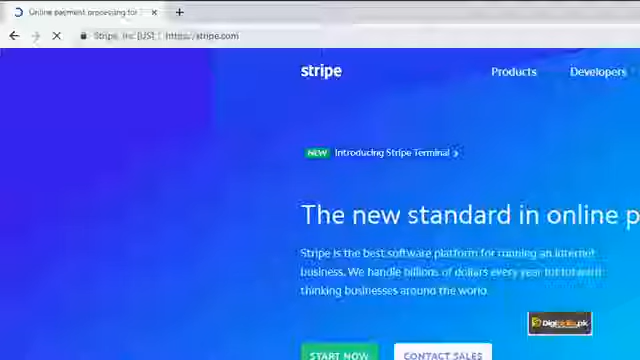 Online payment processing for
Stripe, Inc [US] | https://stripe.com
stripe
Products Developers
NEW Introducing Stripe Terminal
The new standard in online p
Stripe is the best software platform for running an internet
business. We handle billions of dollars every year for forward-
thinking businesses around the world.
Digiskills.pk
START NOW CONTACT SALES